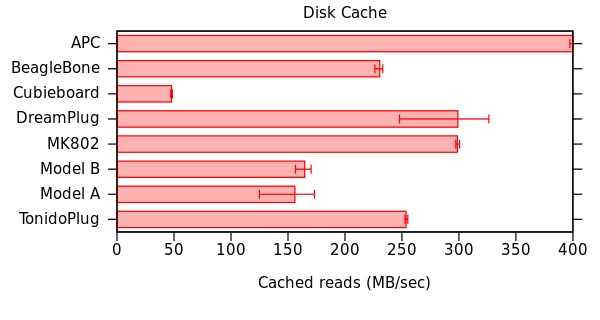 Disk Cache
APC
BeagleBone
Cubieboard
DreamPlug
MK802
Model B
Model A
TonidoPlug
0 50 100 150 200 250 300 350 400
Cached reads (MB/sec)